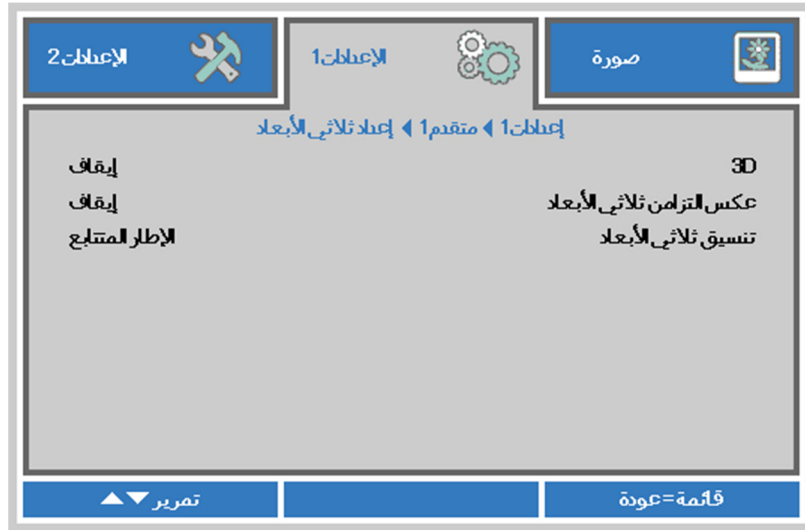 صورة
الإعدادات1
الإعدادات2
إعدادات1 ⏴ متقدم1 ⏴ إعداد ثلاثي الأبعاد
3D إيقاف
عكس التزامن ثلاثي الأبعاد إيقاف
تنسيق ثلاثي الأبعاد الإطار المتتابع
قائمة=عودة
تمرير ▼▲